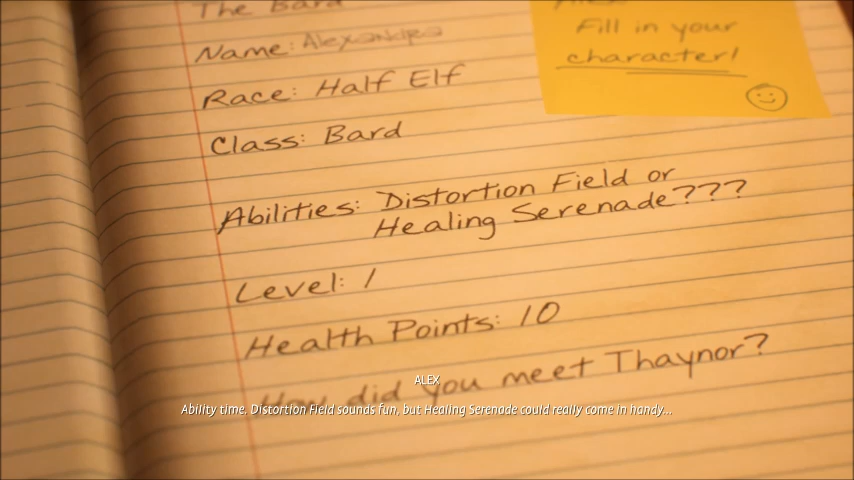 The Bard
Name: Alexandra
Fill in your
character!
Race: Half Elf
Class: Bard
Abilities: Distortion Field or
Healing Serenade???
Level: 1
Health Points: 10
How did you meet Thaynor?
ALEX
Ability time. Distortion Field sounds fun, but Healing Serenade could really come in handy...